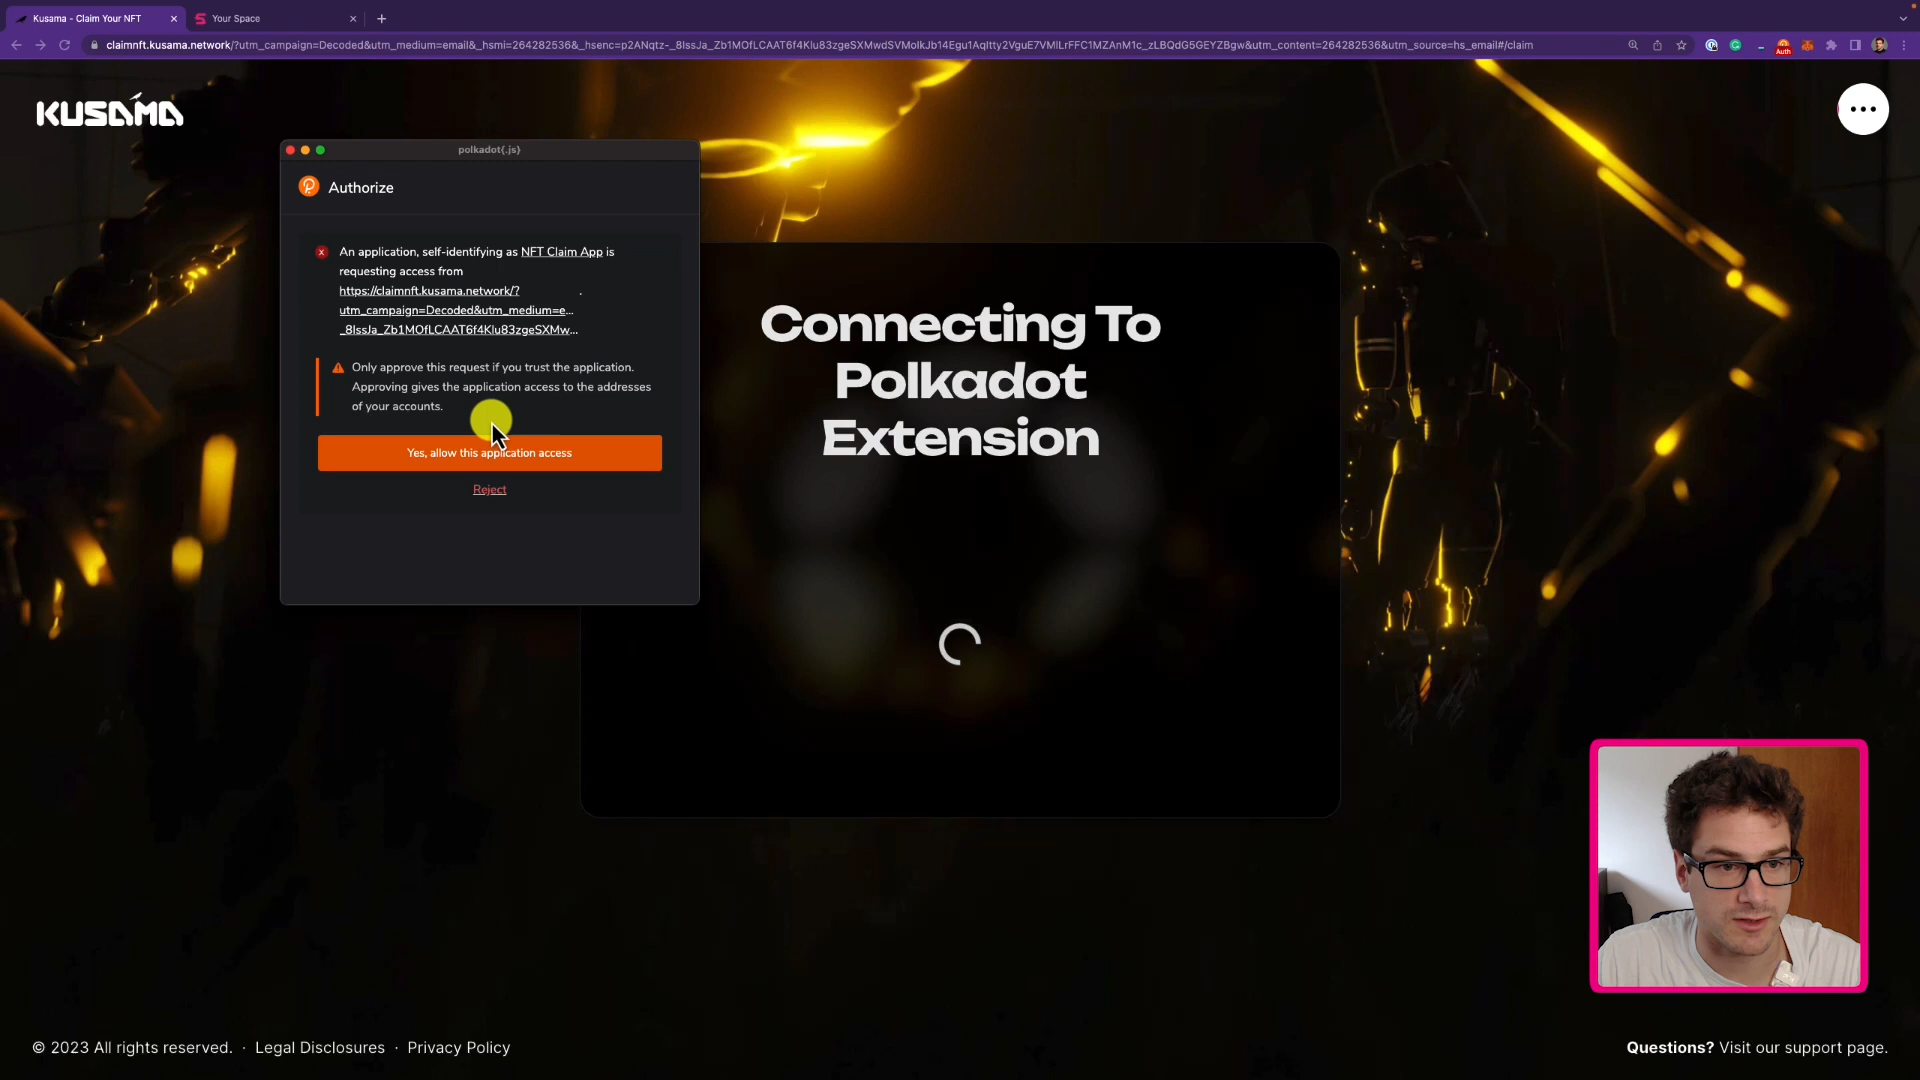 Kusama - Claim Your NFT
Your Space
claimnft.kusama.network/?utm_campaign=Decoded&utm_medium=email&_hsmi=264282536&_hsenc=p2ANqtz-_8IssJa_Zb1MOfLCAAT6f4Klu83zgeSXMwdSVMolkJb14Egu1AqItty2VguE7VMlLrFFC1MZAnM1c_zLBQdG5GEYZBgw&utm_content=264282536&utm_source=hs_email#/claim
Auth
KUSAMA
polkadot{.js}
Authorize
An application, self-identifying as NFT Claim App is
requesting access from
https://claimnft.kusama.network/? .
utm_campaign=Decoded&utm_medium=e...
_8IssJa_Zb1MOfLCAAT6f4Klu83zgeSXMw...
Only approve this request if you trust the application.
Approving gives the application access to the addresses
of your accounts.
Yes, allow this application access
Reject
Connecting To
Polkadot
Extension
© 2023 All rights reserved. · Legal Disclosures · Privacy Policy
Questions? Visit our support page.